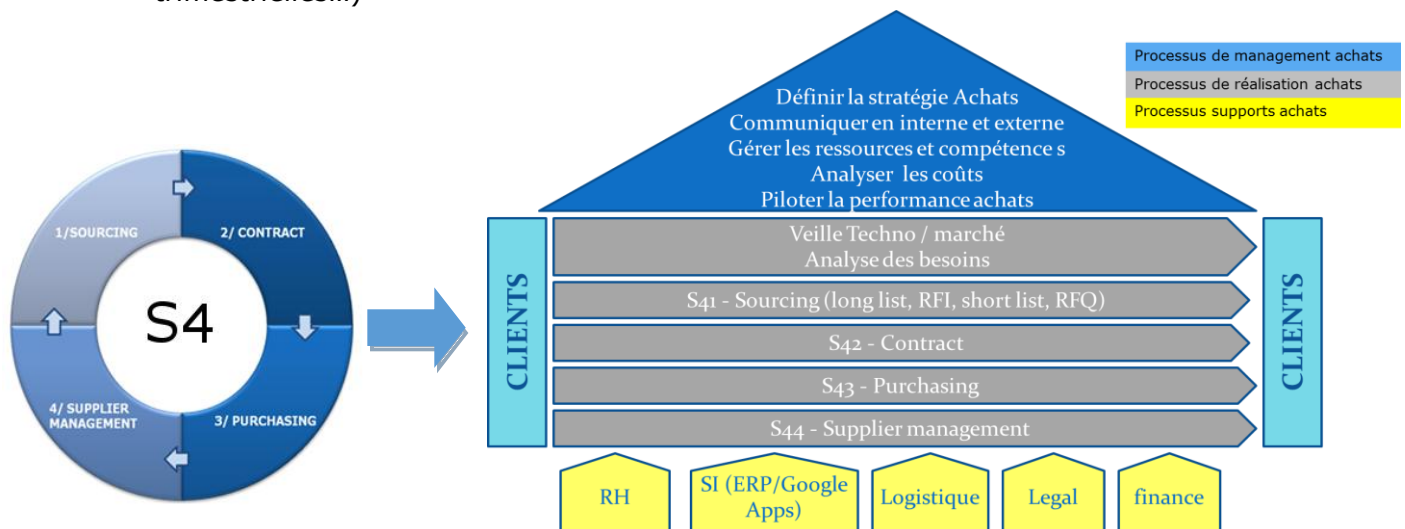 trimestrielles...)
Processus de management achats
Processus de réalisation achats
Processus supports achats
Définir la stratégie Achats
Communiquer en interne et externe
Gérer les ressources et compétence s
Analyser les coûts
Piloter la performance achats
1/SOURCING
2/ CONTRACT
S4
4/ SUPPLIER
MANAGEMENT
3/ PURCHASING
CLIENTS
Veille Techno / marché
Analyse des besoins
S41 - Sourcing (long list, RFI, short list, RFQ)
S42 - Contract
S43 - Purchasing
S44 - Supplier management
CLIENTS
RH
SI (ERP/Google
Apps)
Logistique
Legal
finance